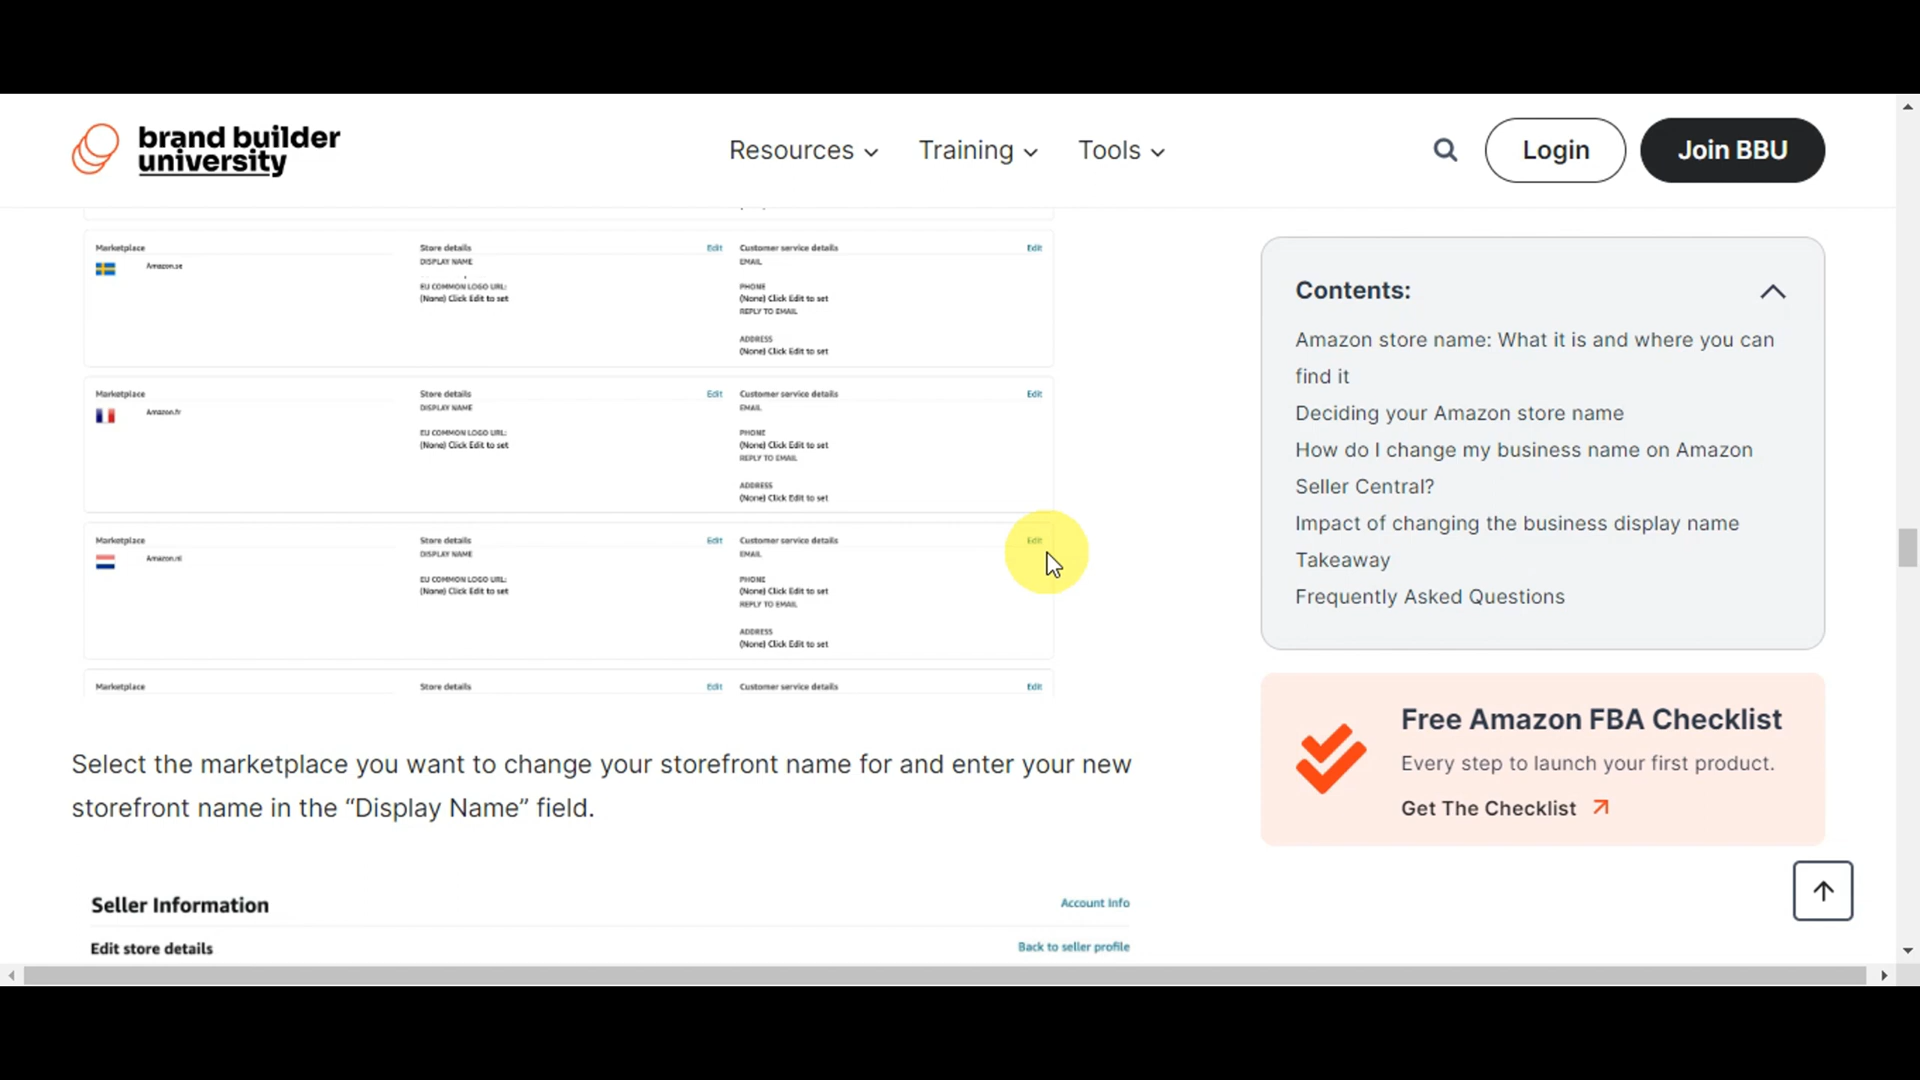 brand builder
university
Resources
Training
Tools
Login
Join BBU
Marketplace
Amazon.se
Store details
Edit
DISPLAY NAME
EU COMMON LOGO URL:
(None) Click Edit to set
Customer service details
Edit
EMAIL
PHONE
(None) Click Edit to set
REPLY TO EMAIL
ADDRESS
(None) Click Edit to set
Marketplace
Amazon.fr
Store details
Edit
DISPLAY NAME
EU COMMON LOGO URL:
(None) Click Edit to set
Customer service details
Edit
EMAIL
PHONE
(None) Click Edit to set
REPLY TO EMAIL
ADDRESS
(None) Click Edit to set
Marketplace
Amazon.nl
Store details
Edit
DISPLAY NAME
EU COMMON LOGO URL:
(None) Click Edit to set
Customer service details
Edit
EMAIL
PHONE
(None) Click Edit to set
REPLY TO EMAIL
ADDRESS
(None) Click Edit to set
Marketplace
Store details
Edit
Customer service details
Edit
Select the marketplace you want to change your storefront name for and enter your new
storefront name in the “Display Name” field.
Seller Information
Account Info
Edit store details
Back to seller profile
Contents:
Amazon store name: What it is and where you can
find it
Deciding your Amazon store name
How do I change my business name on Amazon
Seller Central?
Impact of changing the business display name
Takeaway
Frequently Asked Questions
Free Amazon FBA Checklist
Every step to launch your first product.
Get The Checklist